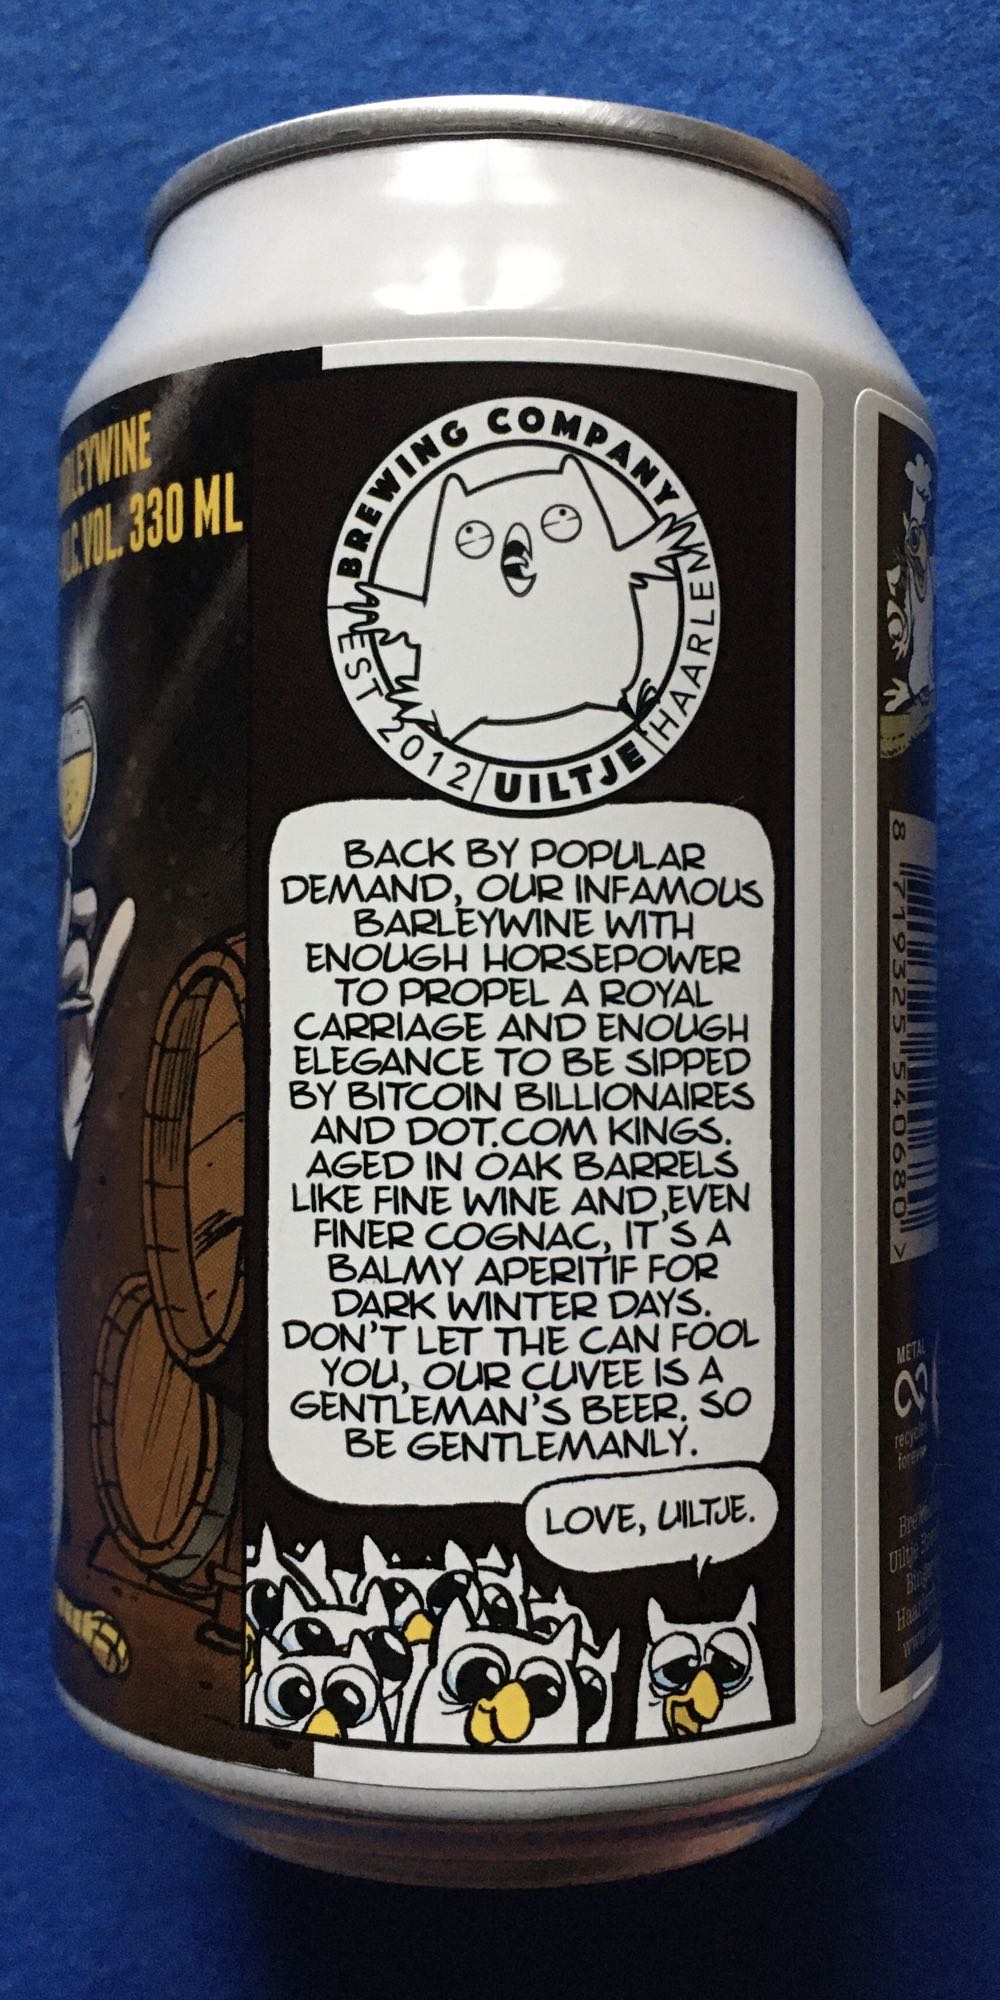 VOL. 330 ML
BREWING COMPANY
EST 2012
UILTJE
HAARLEM
BACK BY POPULAR
DEMAND, OUR INFAMOUS
BARLEYWINE WITH
ENOUGH HORSEPOWER
TO PROPEL A ROYAL
CARRIAGE AND ENOUGH
ELEGANCE TO BE SIPPED
BY BITCOIN BILLIONAIRES
AND DOT.COM KINGS.
AGED IN OAK BARRELS
LIKE FINE WINE AND,EVEN
FINER COGNAC, IT'S A
BALMY APERITIF FOR
DARK WINTER DAYS.
DON'T LET THE CAN FOOL
YOU, OUR CUVEE IS A
GENTLEMAN'S BEER. SO
BE GENTLEMANLY.
LOVE, UILTJE.
8 719325 540680 >
METAL